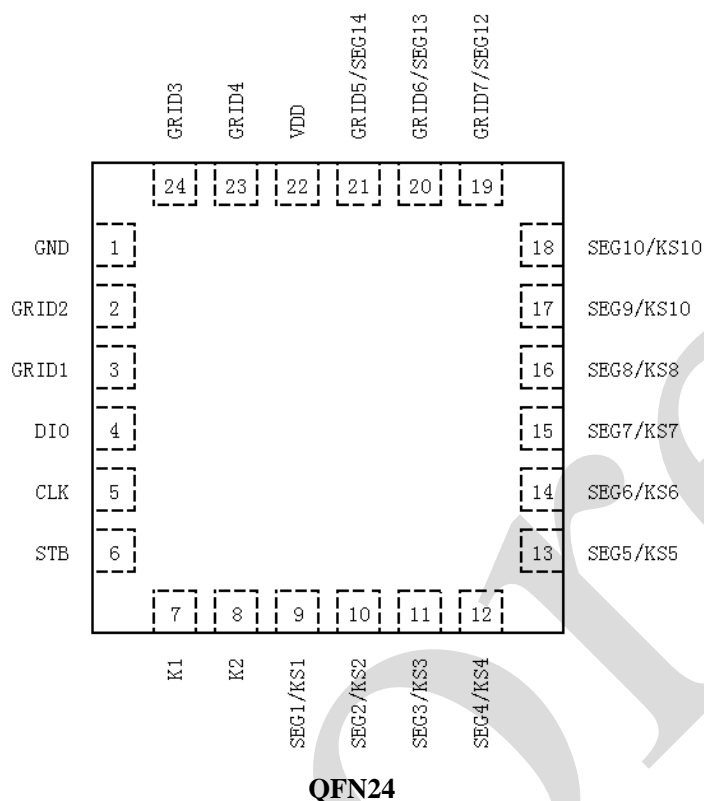 GRID3
GRID4
VDD
GRID5/SEG14
GRID6/SEG13
GRID7/SEG12
24
23
22
21
20
19
GND
1
18
SEG10/KS10
GRID2
2
17
SEG9/KS10
GRID1
3
16
SEG8/KS8
DIO
4
15
SEG7/KS7
CLK
5
14
SEG6/KS6
STB
6
13
SEG5/KS5
7
8
9
10
11
12
K1
K2
SEG1/KS1
SEG2/KS2
SEG3/KS3
SEG4/KS4
QFN24